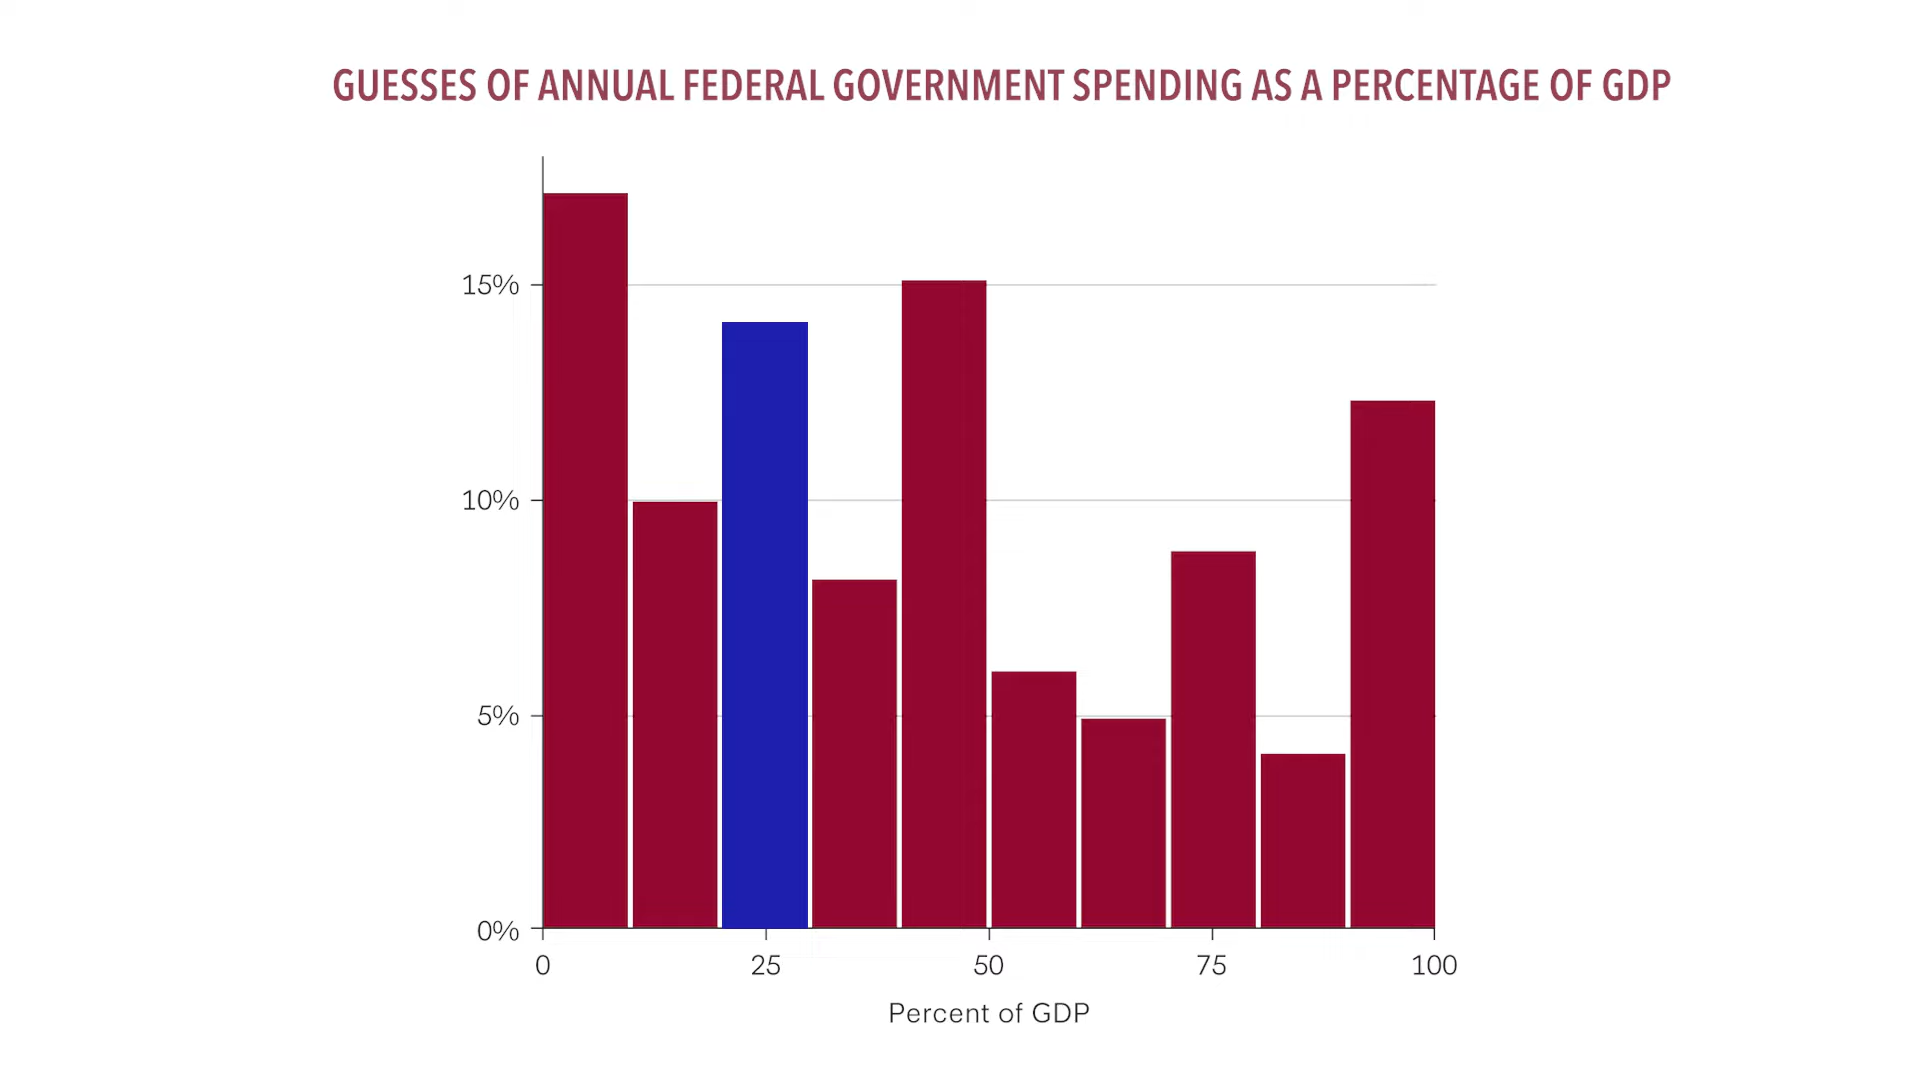 GUESSES OF ANNUAL FEDERAL GOVERNMENT SPENDING AS A PERCENTAGE OF GDP
15%
10%
5%
0%
0 25 50 75 100
Percent of GDP